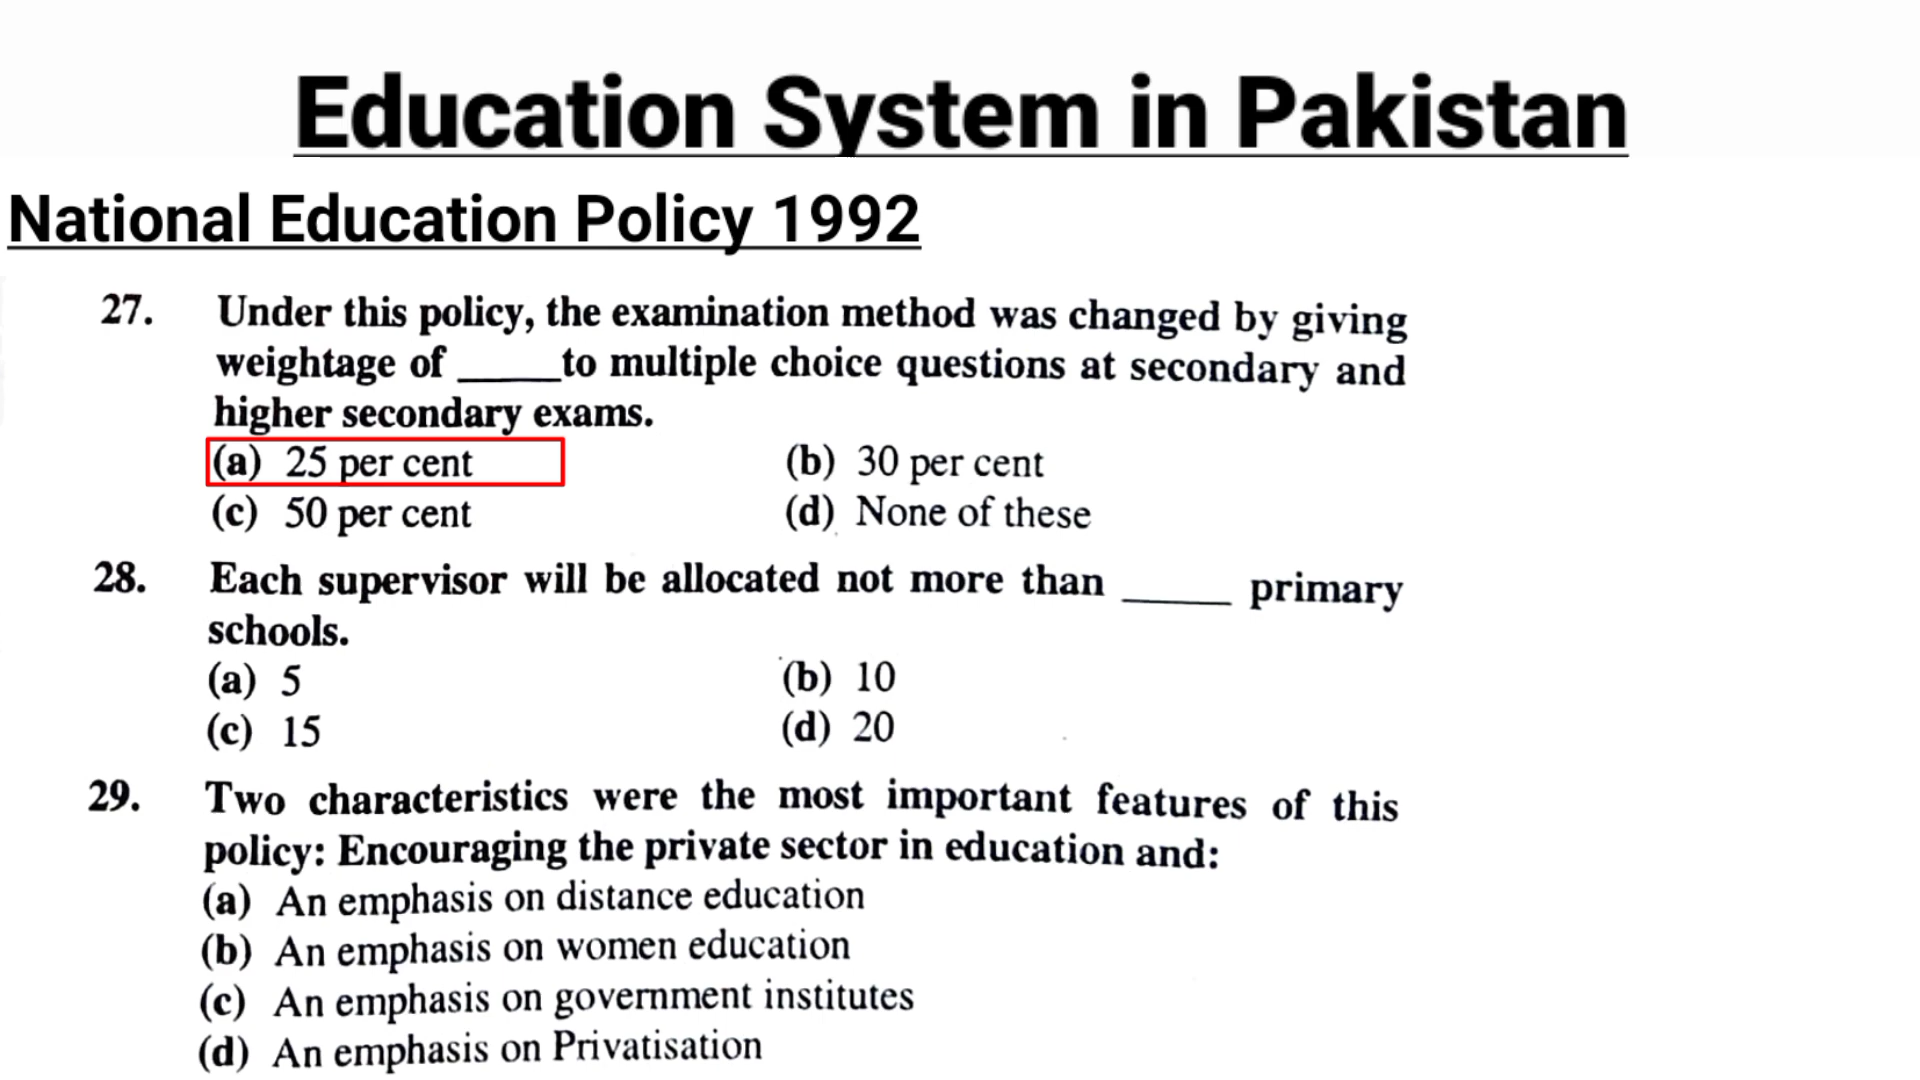 Education System in Pakistan
National Education Policy 1992
27. Under this policy, the examination method was changed by giving
weightage of _____to multiple choice questions at secondary and
higher secondary exams.
(a) 25 per cent (b) 30 per cent
(c) 50 per cent (d) None of these
28. Each supervisor will be allocated not more than _____ primary
schools.
(a) 5 (b) 10
(c) 15 (d) 20
29. Two characteristics were the most important features of this
policy: Encouraging the private sector in education and:
(a) An emphasis on distance education
(b) An emphasis on women education
(c) An emphasis on government institutes
(d) An emphasis on Privatisation